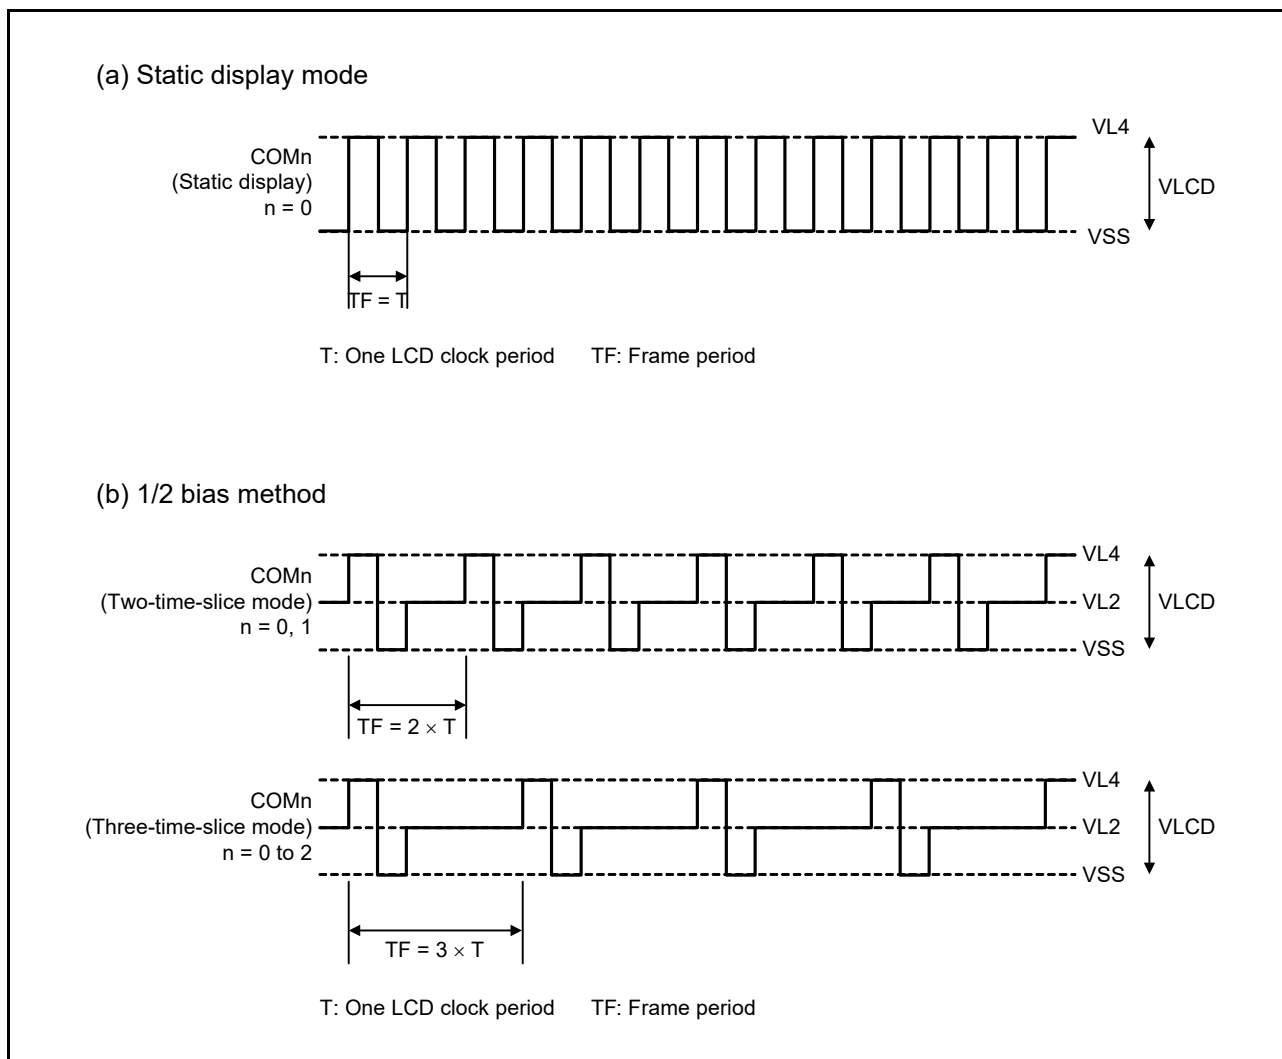 (a) Static display mode
COMn
(Static display)
n = 0
VL4
VLCD
VSS
TF = T
T: One LCD clock period TF: Frame period
(b) 1/2 bias method
COMn
(Two-time-slice mode)
n = 0, 1
VL4
VL2
VLCD
VSS
TF = 2 × T
COMn
(Three-time-slice mode)
n = 0 to 2
VL4
VL2
VLCD
VSS
TF = 3 × T
T: One LCD clock period TF: Frame period